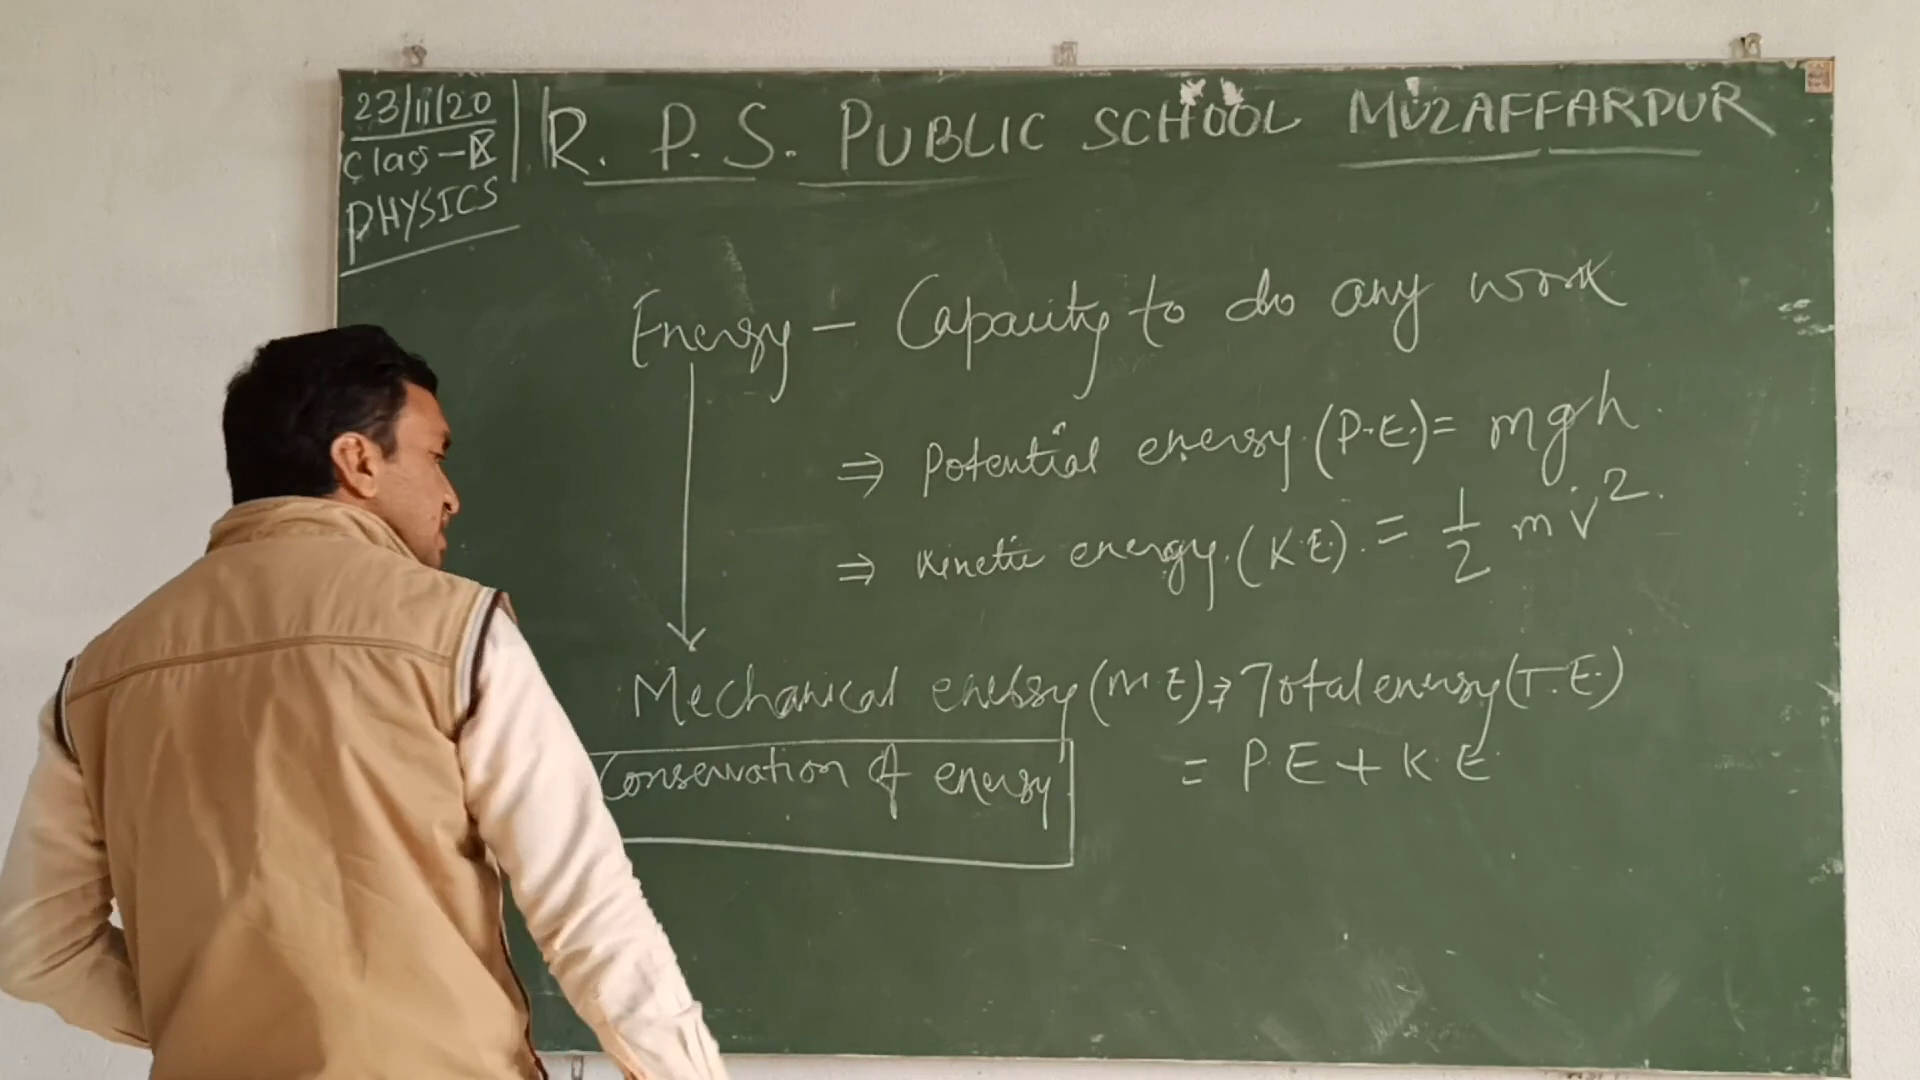 23/11/20
Class-IX
PHYSICS
R. P. S. PUBLIC SCHOOL MUZAFFARPUR
Energy - Capacity to do any work
⇒ Potential energy. (P.E.) = mgh.
⇒ Kinetic energy. (K.E). = 1/2 mv².
Mechanical energy (M.E) ⇒ Total energy (T.E.)
= P.E + K.E.
Conservation of energy